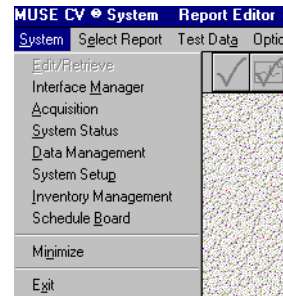 MUSE CV ® System Report Editor
System Select Report Test Data Optio
Edit/Retrieve
Interface Manager
Acquisition
System Status
Data Management
System Setup
Inventory Management
Schedule Board
Minimize
Exit